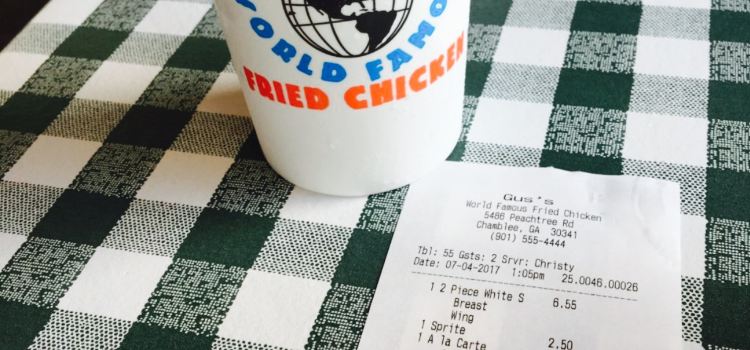 WORLD FAMO
FRIED CHICKEN
Gus's
World Famous Fried Chicken
5486 Peachtree Rd
Chamblee, GA 30341
(901) 555-4444
Tbl: 55 Gsts: 2 Srvr: Christy
Date: 07-04-2017 1:05pm 25.0046.00026
1 2 Piece White S 6.55
Breast
Wing
1 Sprite 2.50
1 A la Carte